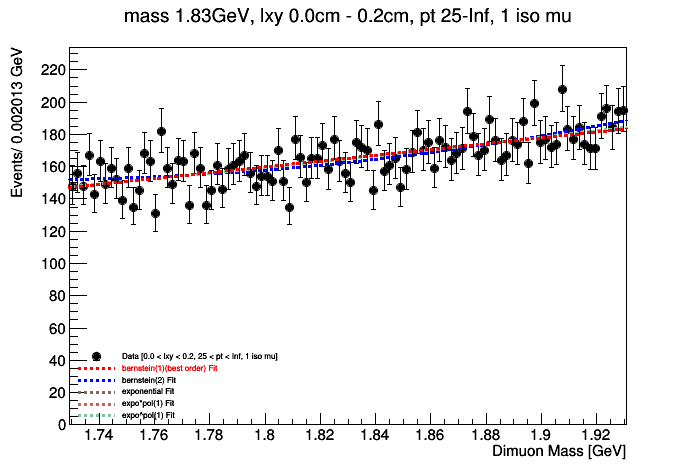 mass 1.83GeV, lxy 0.0cm - 0.2cm, pt 25-Inf, 1 iso mu
Events/ 0.002013 GeV
220
200
180
160
140
120
100
80
60
40
20
0
Data [0.0 < lxy < 0.2, 25 < pt < Inf, 1 iso mu]
bernstein(1)(best order) Fit
bernstein(2) Fit
exponential Fit
expo*pol(1) Fit
expo^pol(1) Fit
1.74 1.76 1.78 1.8 1.82 1.84 1.86 1.88 1.9 1.92
Dimuon Mass [GeV]